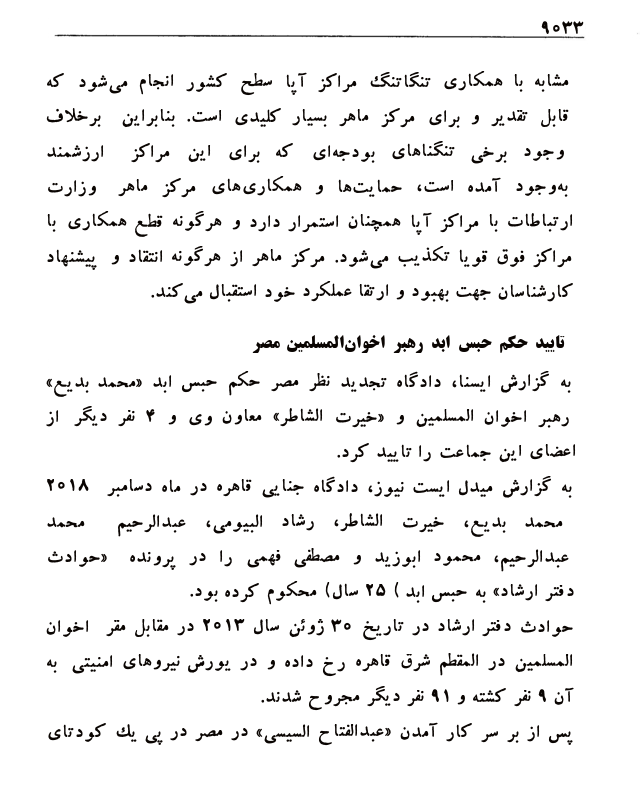 ۹۰۳۳
مشابه با همکاری تنگاتنگ مراکز آپا سطح کشور انجام می‌شود که
قابل تقدیر و برای مرکز ماهر بسیار کلیدی است. بنابراین برخلاف
وجود برخی تنگناهای بودجه‌ای که برای این مراکز ارزشمند
به‌وجود آمده است، حمایت‌ها و همکاری‌های مرکز ماهر وزارت
ارتباطات با مراکز آپا همچنان استمرار دارد و هرگونه قطع همکاری با
مراکز فوق قویا تکذیب می‌شود. مرکز ماهر از هرگونه انتقاد و پیشنهاد
کارشناسان جهت بهبود و ارتقا عملکرد خود استقبال می‌کند.
تایید حکم حبس ابد رهبر اخوان‌المسلمین مصر
به گزارش ایسنا، دادگاه تجدید نظر مصر حکم حبس ابد «محمد بدیع»
رهبر اخوان المسلمین و «خیرت الشاطر» معاون وی و ۴ نفر دیگر از
اعضای این جماعت را تایید کرد.
به گزارش میدل ایست نیوز، دادگاه جنایی قاهره در ماه دسامبر ۲۰۱۸
محمد بدیع، خیرت الشاطر، رشاد البیومی، عبدالرحیم محمد
عبدالرحیم، محمود ابوزید و مصطفی فهمی را در پرونده «حوادث
دفتر ارشاد» به حبس ابد ) ۲۵ سال) محکوم کرده بود.
حوادث دفتر ارشاد در تاریخ ۳۰ ژوئن سال ۲۰۱۳ در مقابل مقر اخوان
المسلمین در المقطم شرق قاهره رخ داده و در یورش نیروهای امنیتی به
آن ۹ نفر کشته و ۹۱ نفر دیگر مجروح شدند.
پس از بر سر کار آمدن «عبدالفتاح السیسی» در مصر در پی یك کودتای